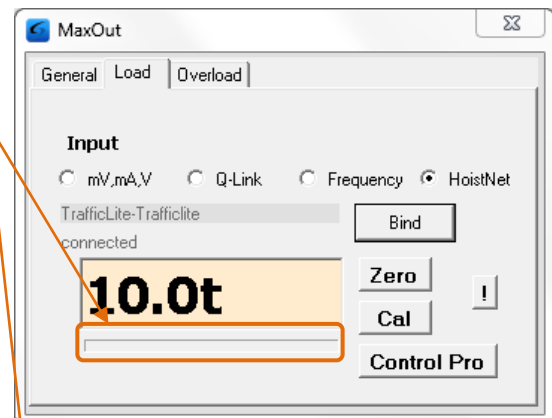 MaxOut
General Load Overload
Input
mV,mA,V Q-Link Frequency HoistNet
TrafficLite-Trafficlite
Bind
connected
10.0t
Zero
!
Cal
Control Pro